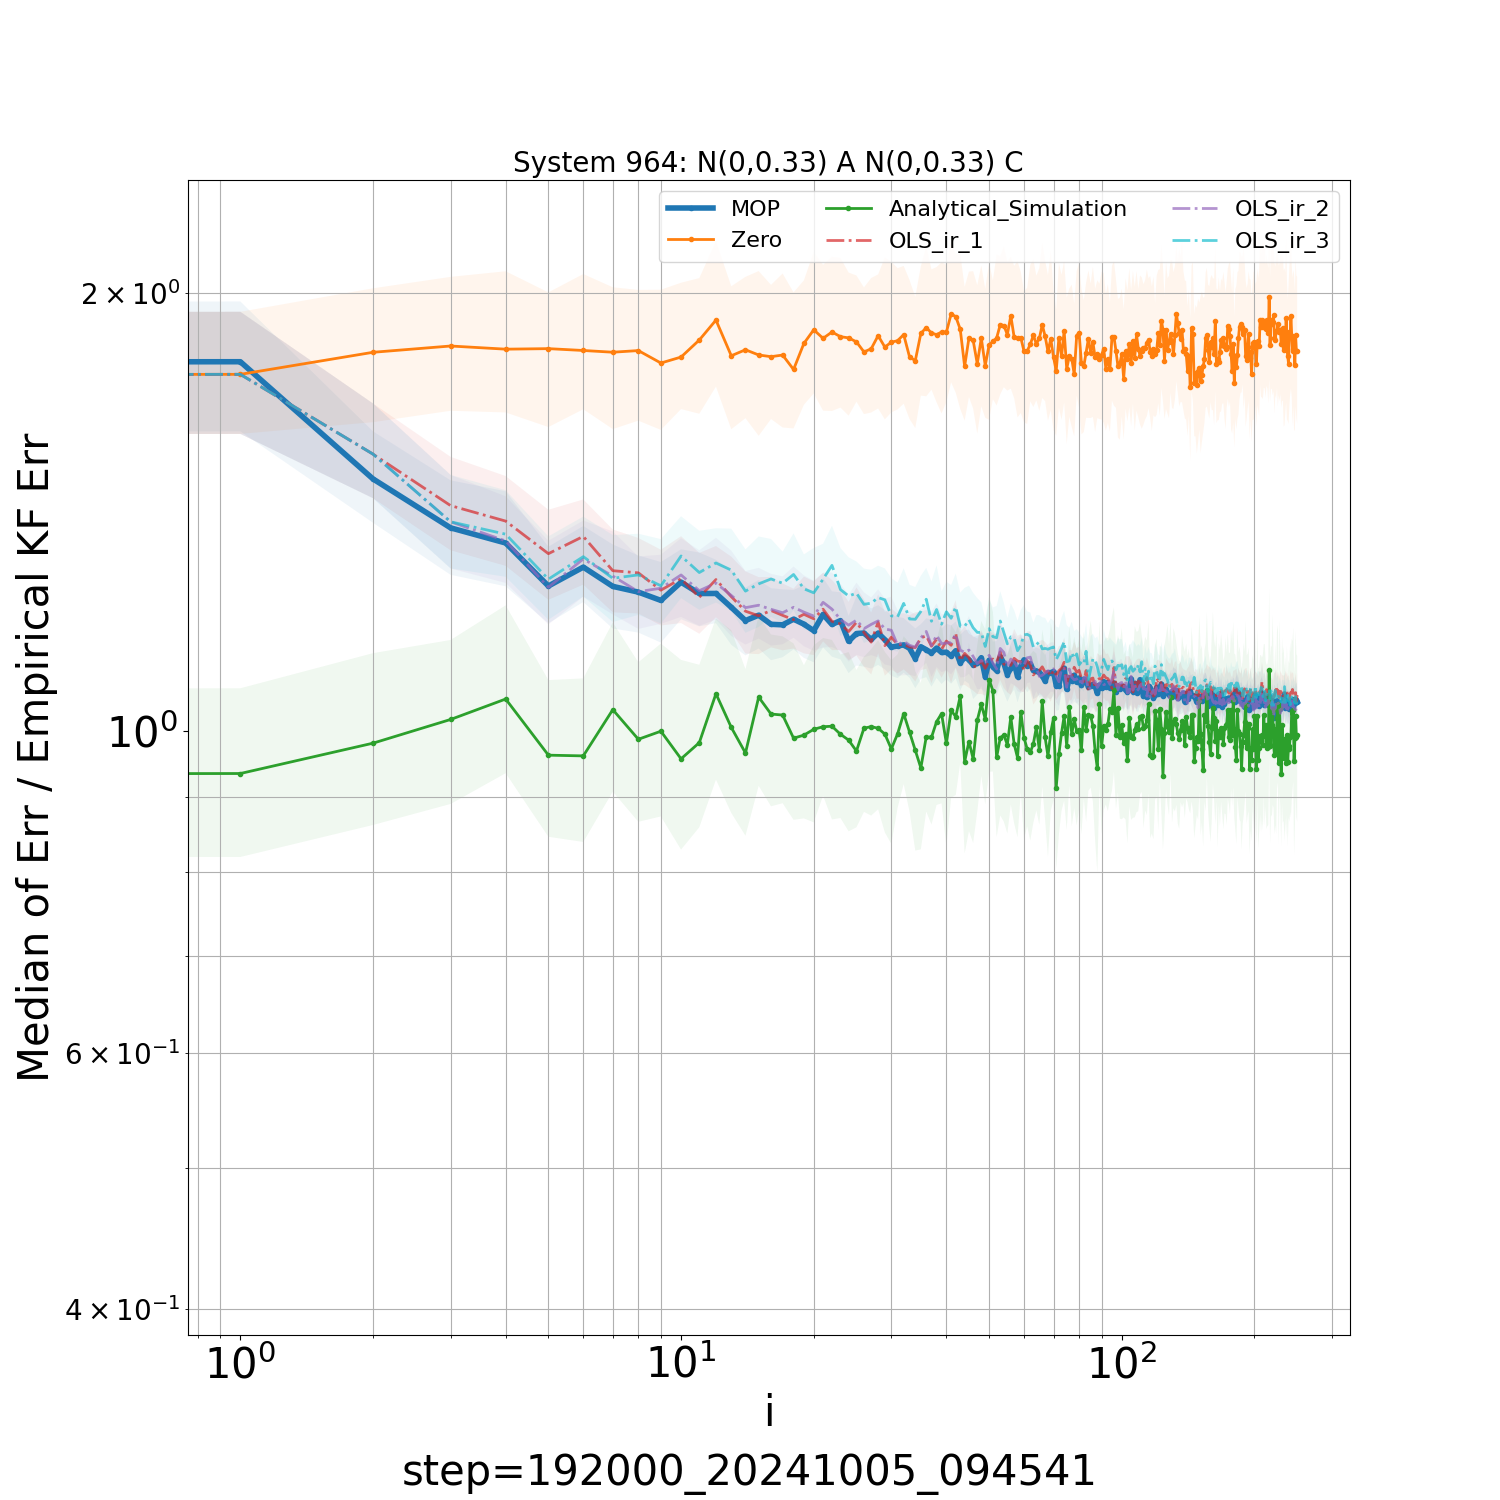 System 964: N(0,0.33) A N(0,0.33) C
MOP
Zero
Analytical_Simulation
OLS_ir_1
OLS_ir_2
OLS_ir_3
Median of Err / Empirical KF Err
2 × 10⁰
10⁰
6 × 10⁻¹
4 × 10⁻¹
10⁰ 10¹ 10²
i
step=192000_20241005_094541